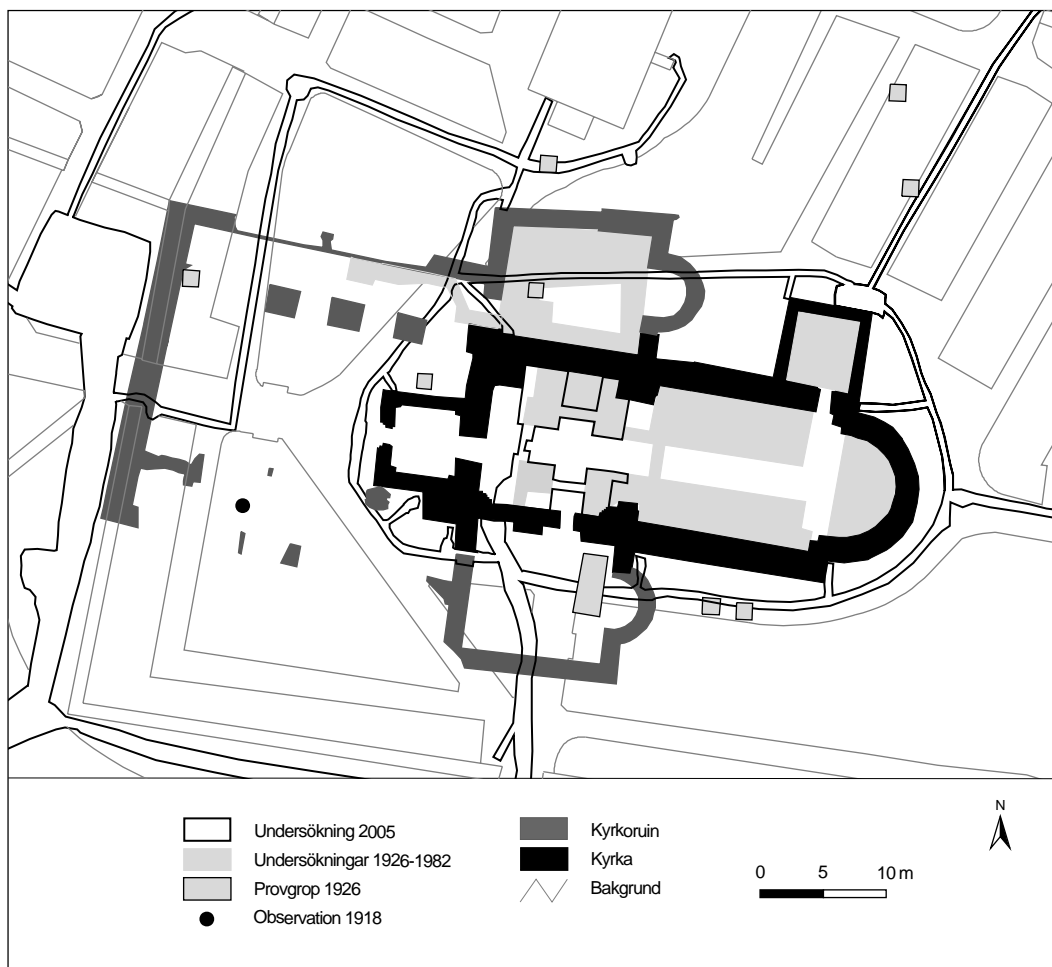 N
Undersökning 2005
Undersökningar 1926-1982
Provgrop 1926
Observation 1918
Kyrkoruin
Kyrka
Bakgrund
0 5 10 m